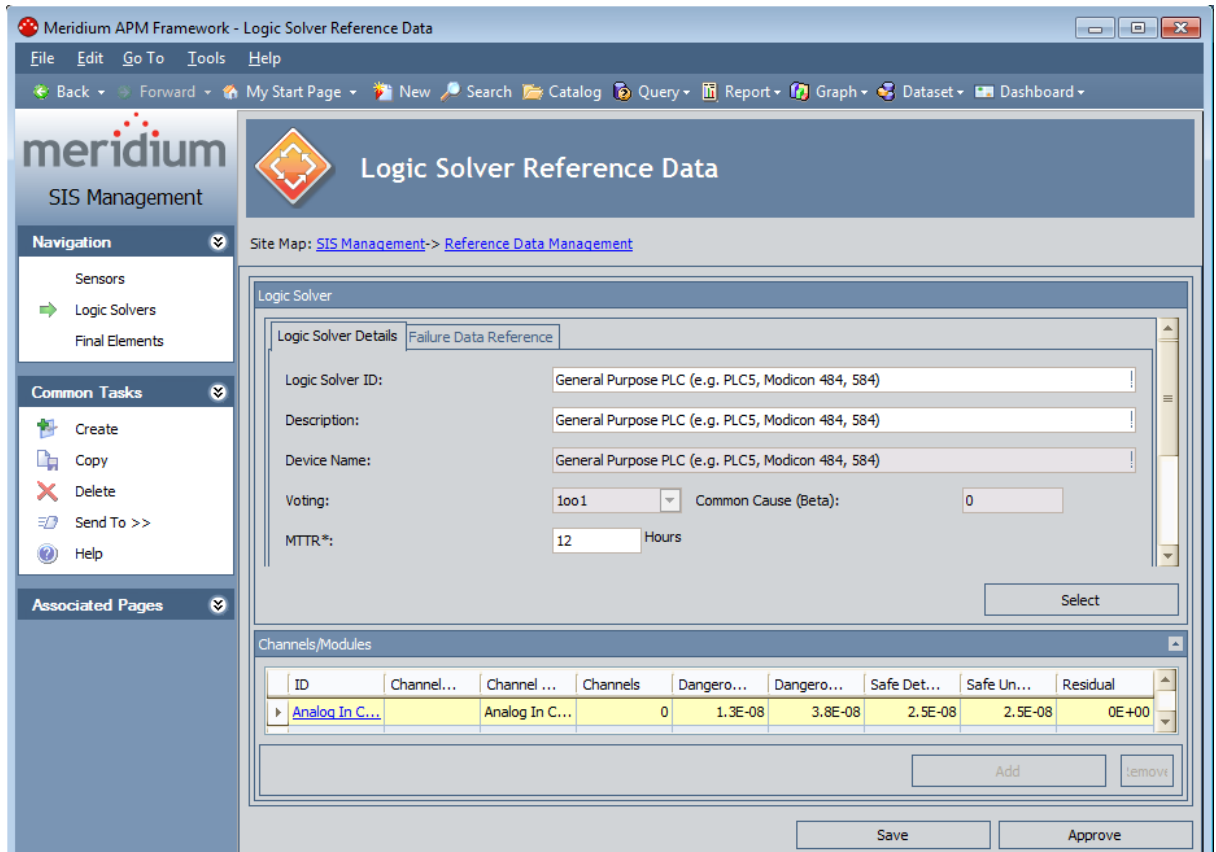 Meridium APM Framework - Logic Solver Reference Data
File Edit Go To Tools Help
Back Forward My Start Page New Search Catalog Query Report Graph Dataset Dashboard
meridium
SIS Management
Logic Solver Reference Data
Navigation
Site Map: SIS Management-> Reference Data Management
Sensors
Logic Solvers
Final Elements
Common Tasks
Create
Copy
Delete
Send To >>
Help
Associated Pages
Logic Solver
Logic Solver Details Failure Data Reference
Logic Solver ID: General Purpose PLC (e.g. PLC5, Modicon 484, 584)
Description: General Purpose PLC (e.g. PLC5, Modicon 484, 584)
Device Name: General Purpose PLC (e.g. PLC5, Modicon 484, 584)
Voting: 1oo1 Common Cause (Beta): 0
MTTR*: 12 Hours
Select
Channels/Modules
ID Channel... Channel ... Channels Dangero... Dangero... Safe Det... Safe Un... Residual
Analog In C... Analog In C... 0 1.3E-08 3.8E-08 2.5E-08 2.5E-08 0E+00
Add
Save Approve